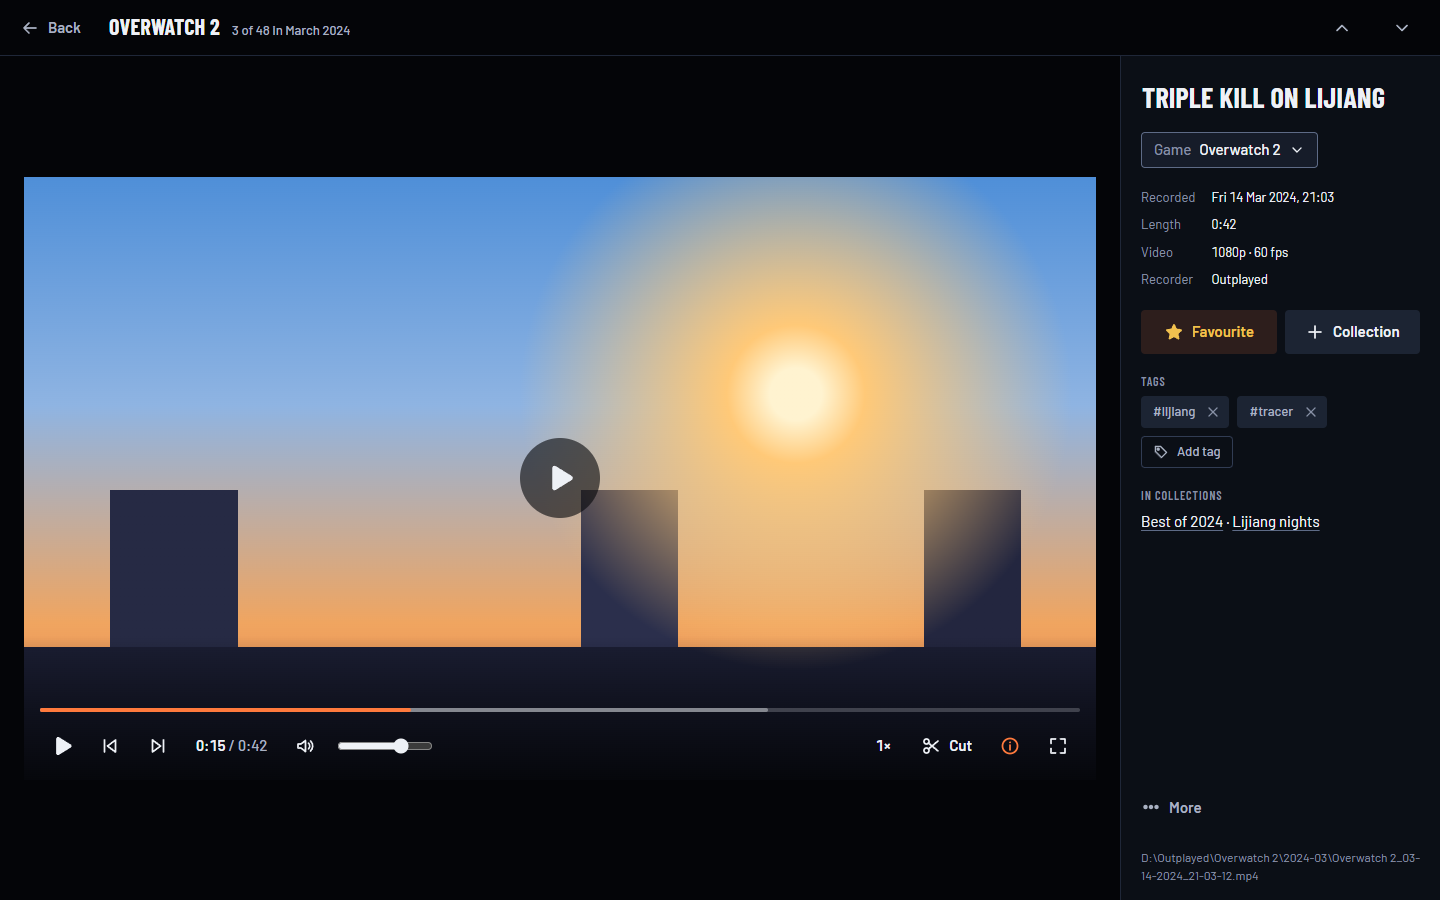 Back
OVERWATCH 2
3 of 48 in March 2024
TRIPLE KILL ON LIJIANG
Game Overwatch 2
Recorded Fri 14 Mar 2024, 21:03
Length 0:42
Video 1080p · 60 fps
Recorder Outplayed
Favourite
Collection
TAGS
#lijiang
#tracer
Add tag
IN COLLECTIONS
Best of 2024 · Lijiang nights
0:15 / 0:42
1×
Cut
More
D:\Outplayed\Overwatch 2\2024-03\Overwatch 2_03-
14-2024_21-03-12.mp4